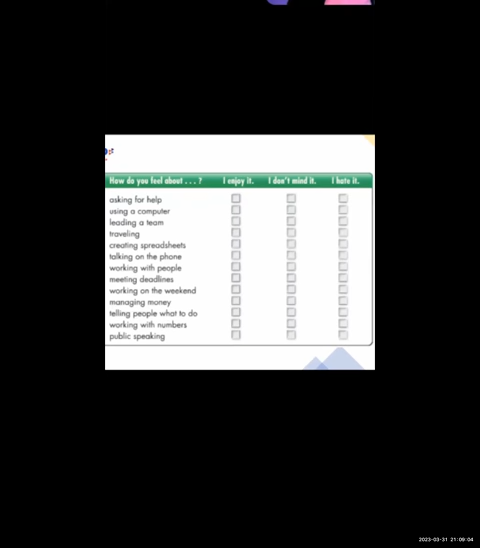 How do you feel about . . . ? I enjoy it. I don't mind it. I hate it.
asking for help
using a computer
leading a team
traveling
creating spreadsheets
talking on the phone
working with people
meeting deadlines
working on the weekend
managing money
telling people what to do
working with numbers
public speaking
2023-03-31 21:09:04